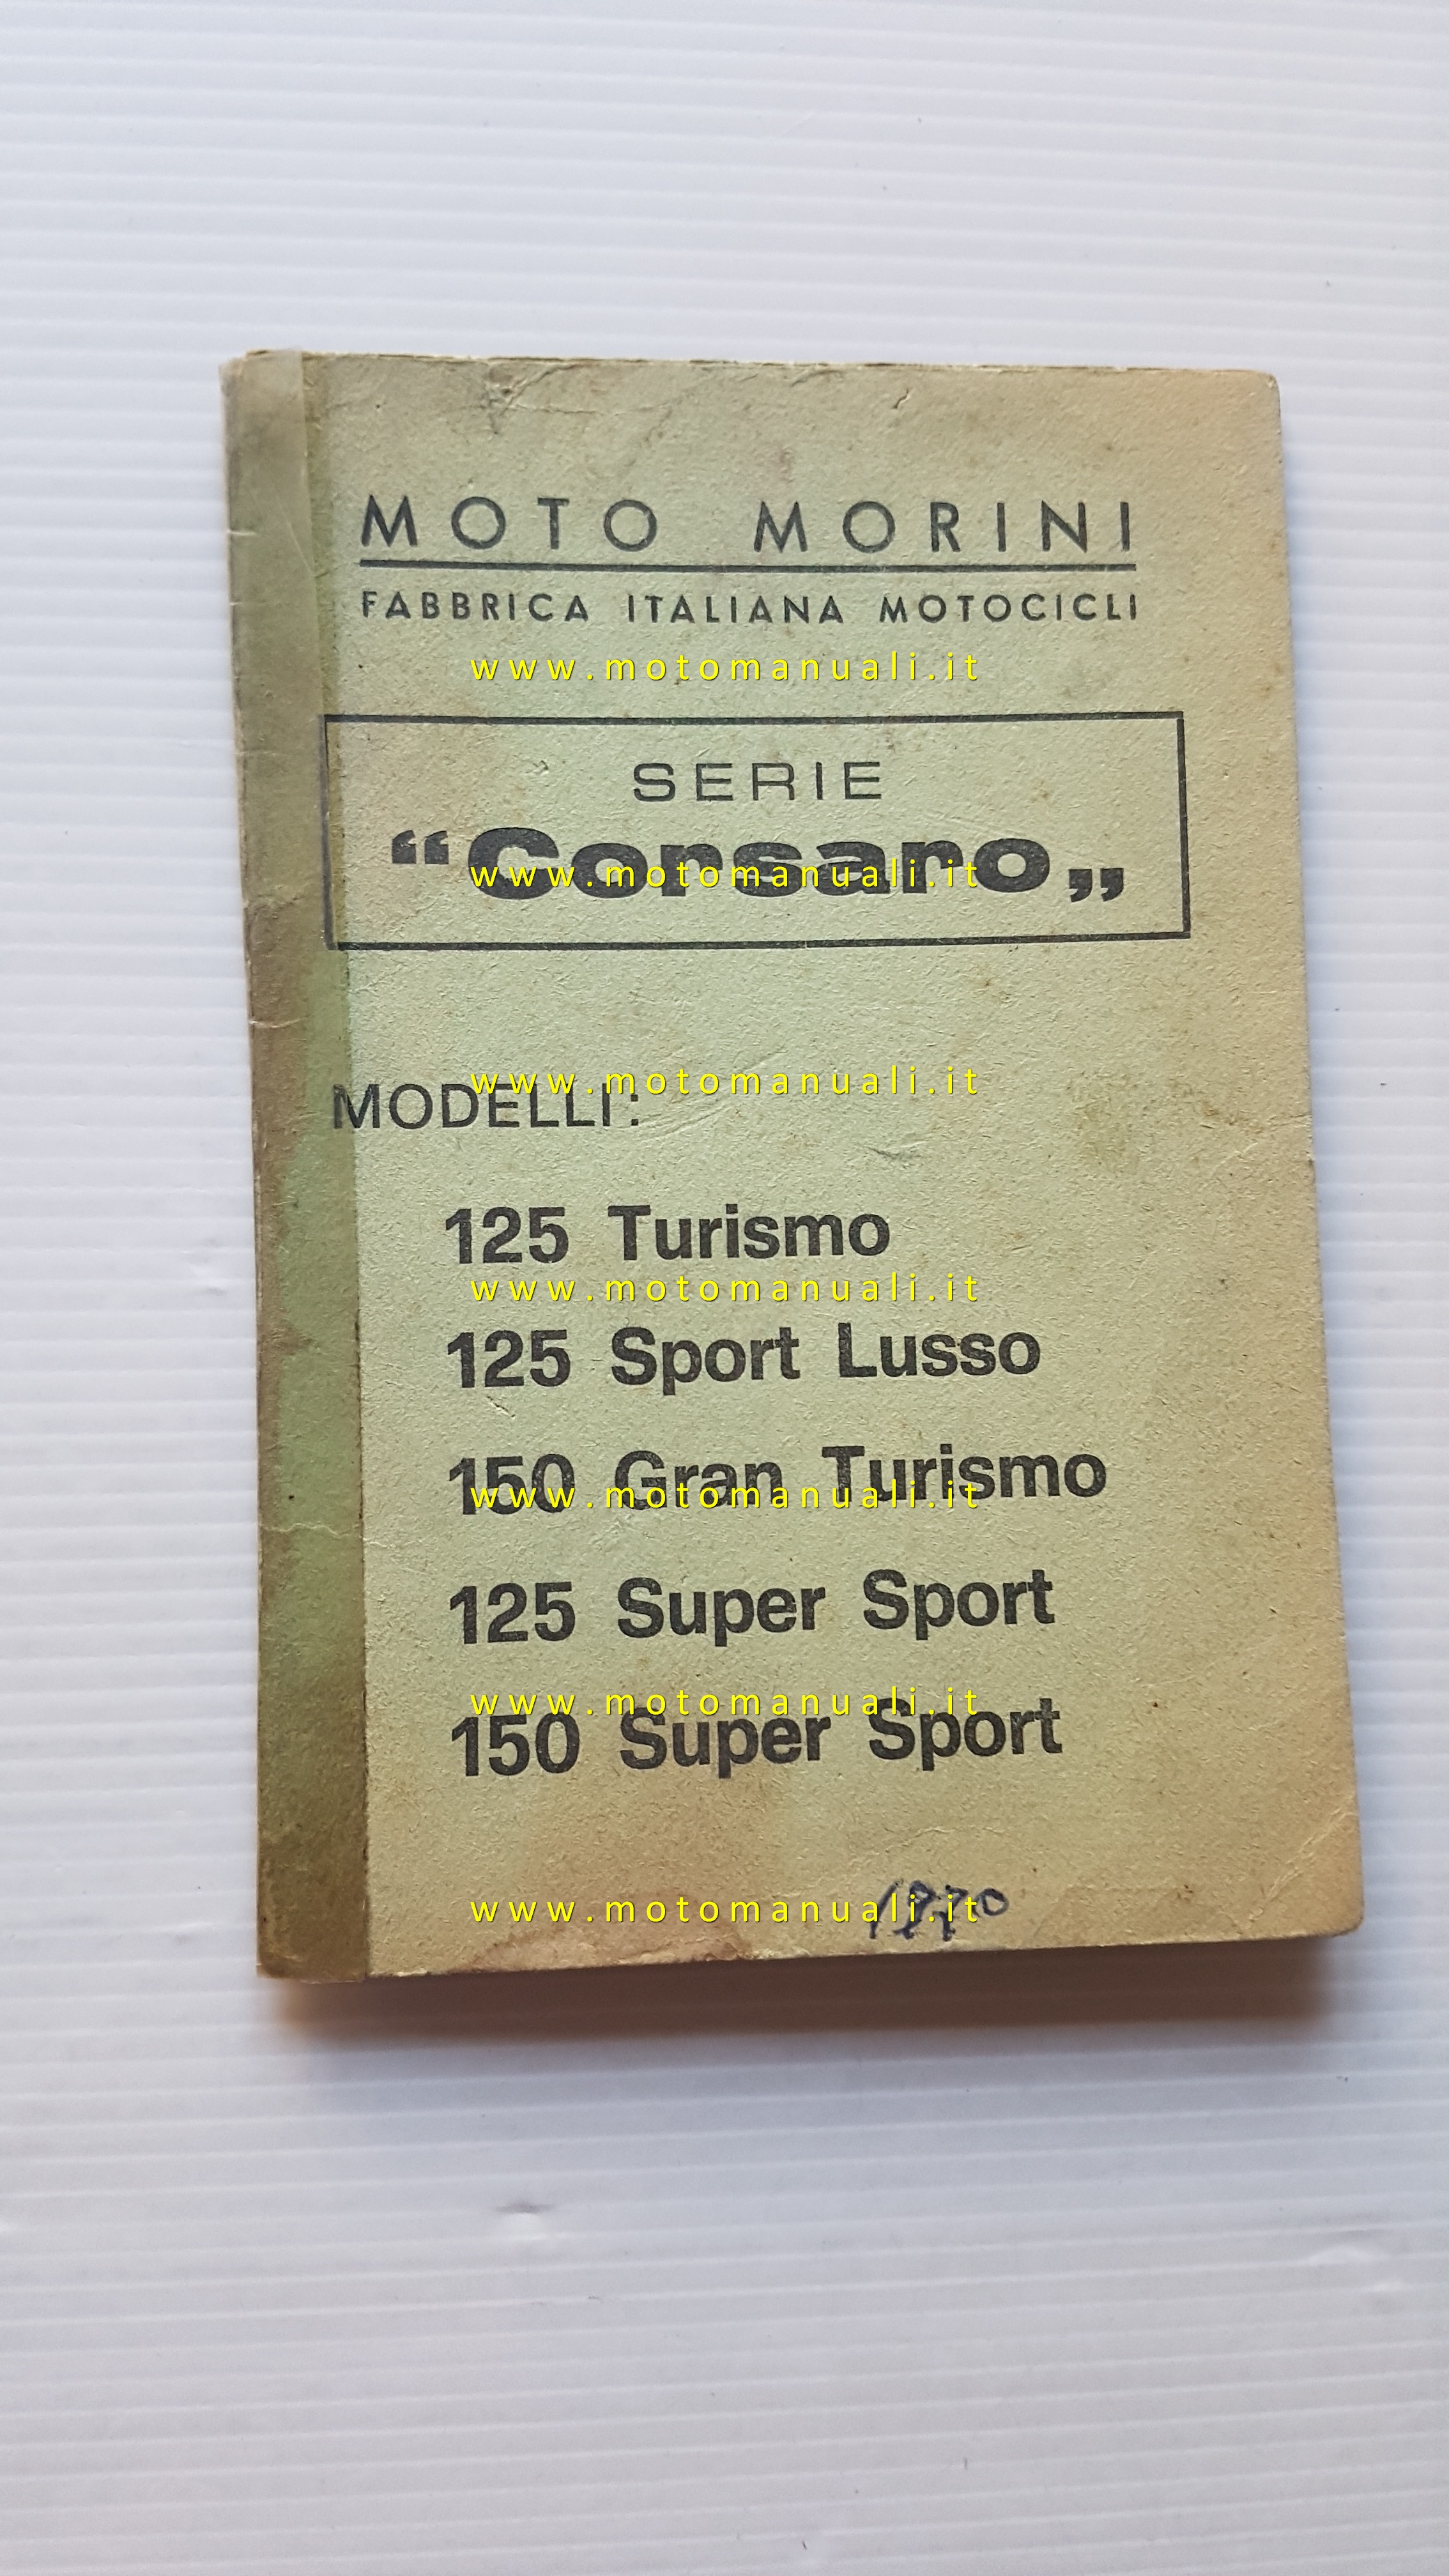 MOTO MORINI
FABBRICA ITALIANA MOTOCICLI
www.motomanuali.it
SERIE
“Corsaro„
www.motomanuali.it
www.motomanuali.it
MODELLI:
125 Turismo
www.motomanuali.it
125 Sport Lusso
150 Gran Turismo
www.motomanuali.it
125 Super Sport
www.motomanuali.it
150 Super Sport
www.motomanuali.it
1970